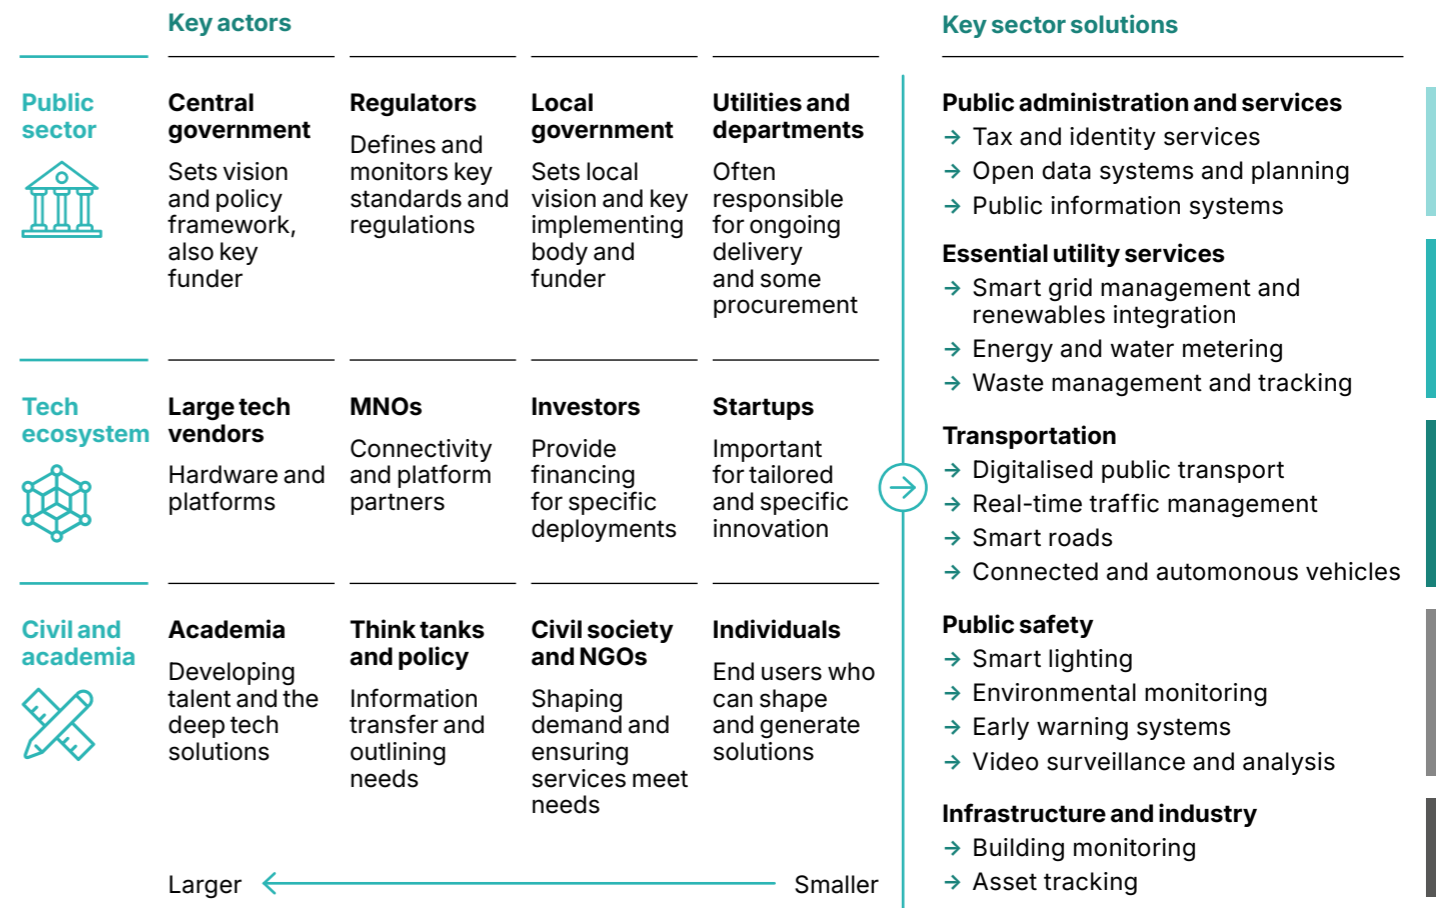 Key actors
Public
sector
Central
government
Sets vision
and policy
framework,
also key
funder
Regulators
Defines and
monitors key
standards and
regulations
Local
government
Sets local
vision and key
implementing
body and
funder
Utilities and
departments
Often
responsible
for ongoing
delivery
and some
procurement
Tech
ecosystem
Large tech
vendors
Hardware and
platforms
MNOs
Connectivity
and platform
partners
Investors
Provide
financing
for specific
deployments
Startups
Important
for tailored
and specific
innovation
Civil and
academia
Academia
Developing
talent and the
deep tech
solutions
Think tanks
and policy
Information
transfer and
outlining
needs
Civil society
and NGOs
Shaping
demand and
ensuring
services meet
needs
Individuals
End users who
can shape
and generate
solutions
Larger
Smaller
Key sector solutions
Public administration and services
→ Tax and identity services
→ Open data systems and planning
→ Public information systems
Essential utility services
→ Smart grid management and
renewables integration
→ Energy and water metering
→ Waste management and tracking
Transportation
→ Digitalised public transport
→ Real-time traffic management
→ Smart roads
→ Connected and automonous vehicles
Public safety
→ Smart lighting
→ Environmental monitoring
→ Early warning systems
→ Video surveillance and analysis
Infrastructure and industry
→ Building monitoring
→ Asset tracking